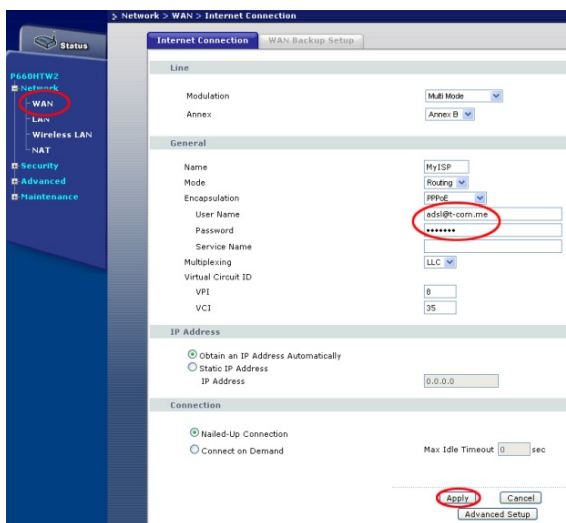 Network > WAN > Internet Connection
Status
P660HTW2
Network
WAN
LAN
Wireless LAN
NAT
Security
Advanced
Maintenance
Internet Connection WAN Backup Setup
Line
Modulation Multi Mode
Annex Annex B
General
Name MyISP
Mode Routing
Encapsulation PPPoE
User Name adsl@t-com.me
Password •••••••
Service Name
Multiplexing LLC
Virtual Circuit ID
VPI 8
VCI 35
IP Address
Obtain an IP Address Automatically
Static IP Address
IP Address 0.0.0.0
Connection
Nailed-Up Connection
Connect on Demand Max Idle Timeout 0 sec
Apply Cancel
Advanced Setup